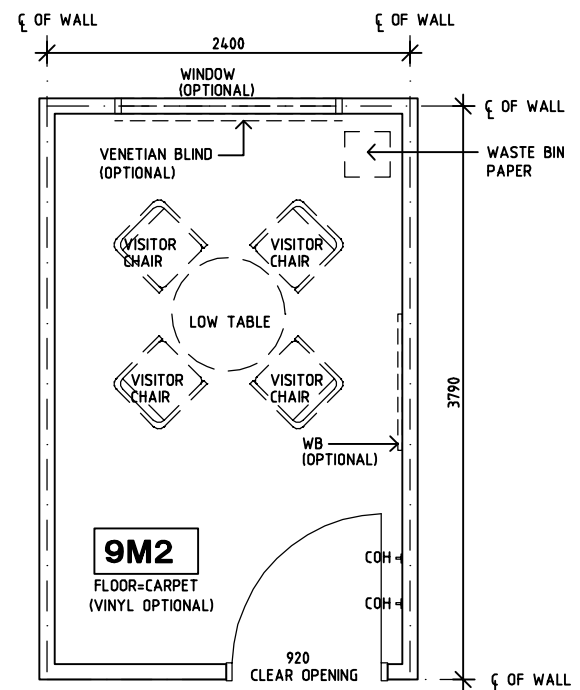 ℄ OF WALL
℄ OF WALL
2400
WINDOW
(OPTIONAL)
℄ OF WALL
VENETIAN BLIND
(OPTIONAL)
WASTE BIN
PAPER
VISITOR
CHAIR
VISITOR
CHAIR
LOW TABLE
VISITOR
CHAIR
VISITOR
CHAIR
3790
WB
(OPTIONAL)
9M2
FLOOR=CARPET
(VINYL OPTIONAL)
COH
COH
920
CLEAR OPENING
℄ OF WALL